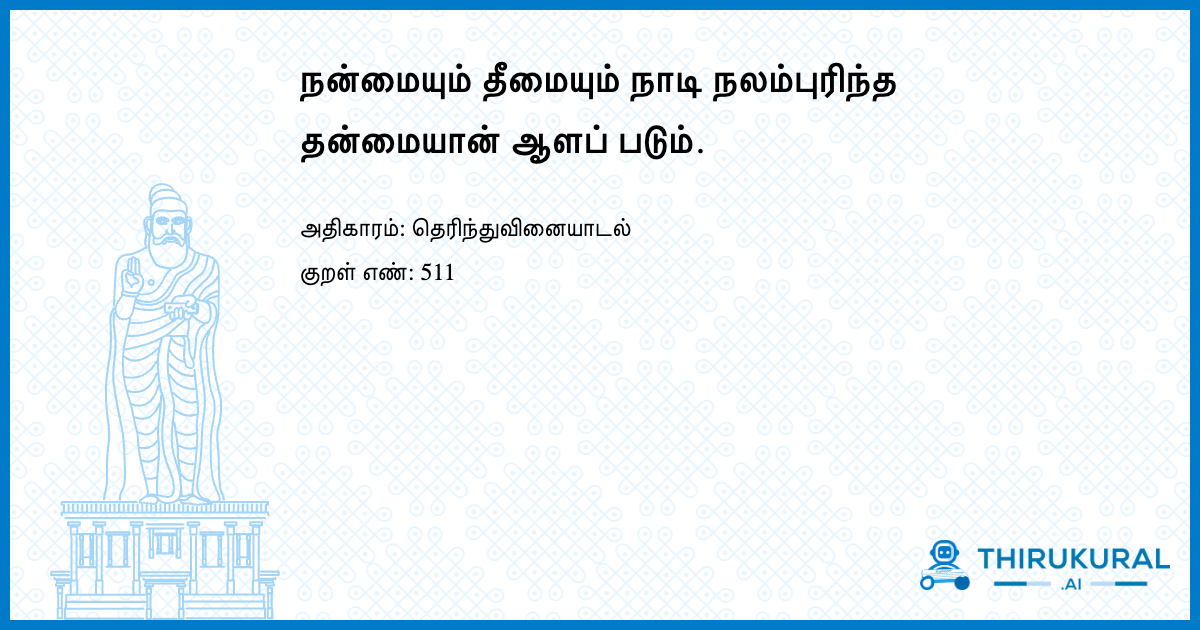 நன்மையும் தீமையும் நாடி நலம்புரிந்த
தன்மையான் ஆளப் படும்.
அதிகாரம்: தெரிந்துவினையாடல்
குறள் எண்: 511
THIRUKURAL
.AI